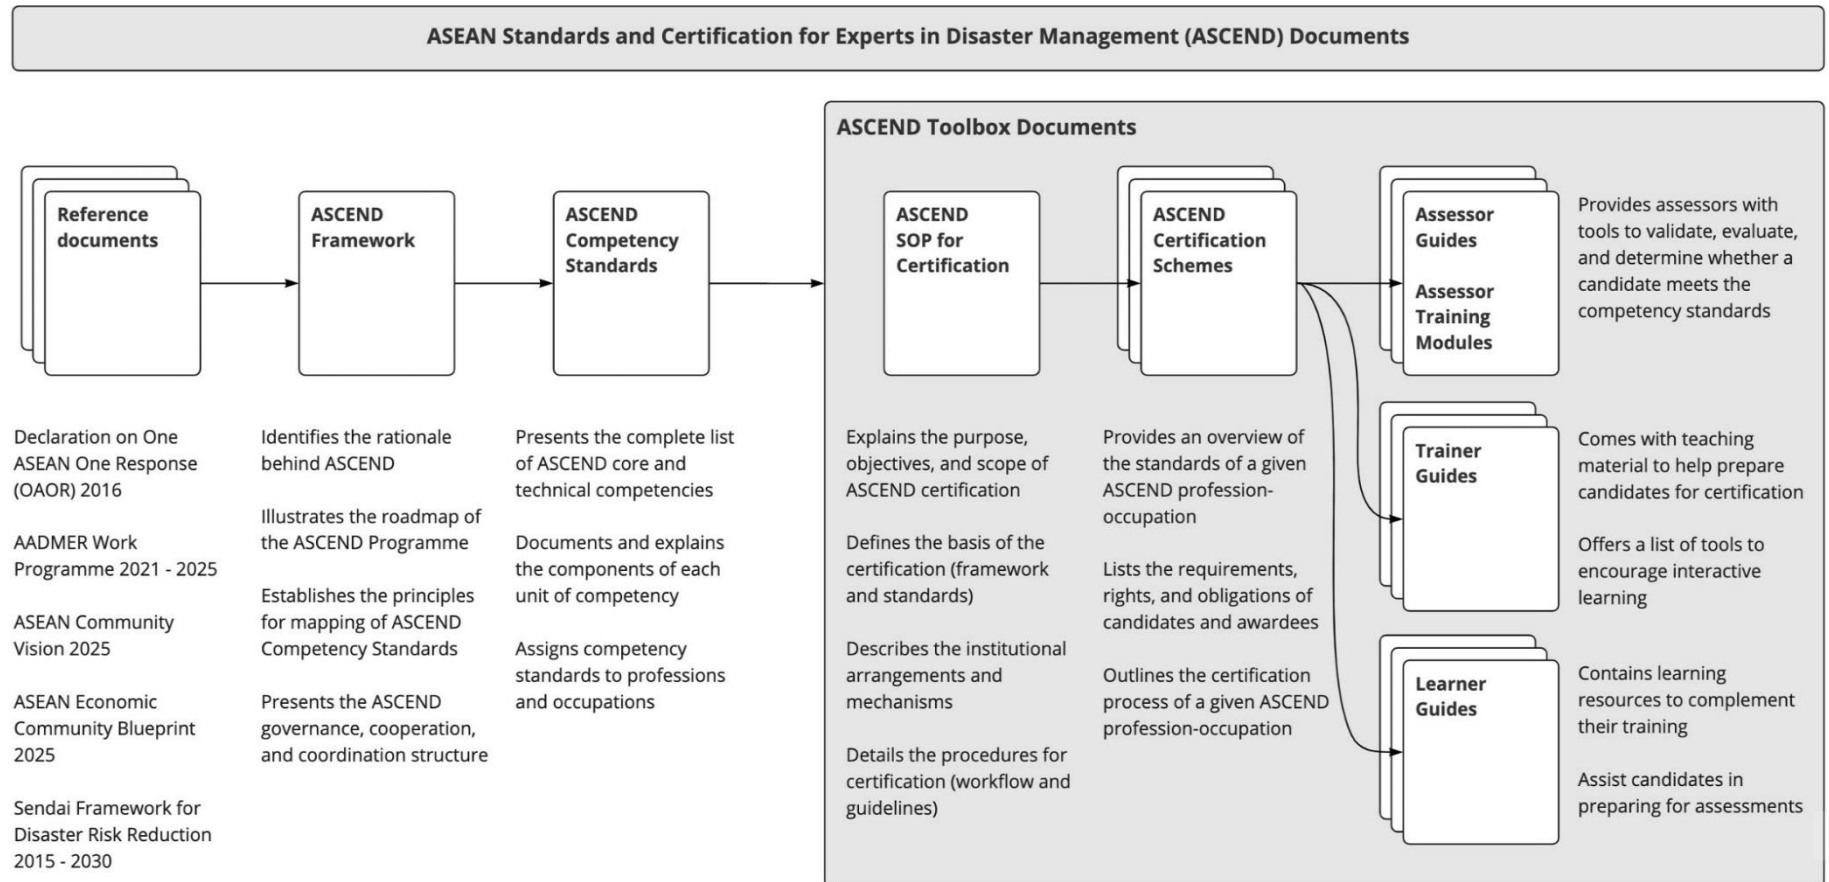 ASEAN Standards and Certification for Experts in Disaster Management (ASCEND) Documents
ASCEND Toolbox Documents
Reference
documents
ASCEND
Framework
ASCEND
Competency
Standards
ASCEND
SOP for
Certification
ASCEND
Certification
Schemes
Assessor
Guides
Assessor
Training
Modules
Provides assessors with
tools to validate, evaluate,
and determine whether a
candidate meets the
competency standards
Declaration on One
ASEAN One Response
(OAOR) 2016
AADMER Work
Programme 2021 - 2025
ASEAN Community
Vision 2025
ASEAN Economic
Community Blueprint
2025
Sendai Framework for
Disaster Risk Reduction
2015 - 2030
Identifies the rationale
behind ASCEND
Illustrates the roadmap of
the ASCEND Programme
Establishes the principles
for mapping of ASCEND
Competency Standards
Presents the ASCEND
governance, cooperation,
and coordination structure
Presents the complete list
of ASCEND core and
technical competencies
Documents and explains
the components of each
unit of competency
Assigns competency
standards to professions
and occupations
Explains the purpose,
objectives, and scope of
ASCEND certification
Defines the basis of the
certification (framework
and standards)
Describes the institutional
arrangements and
mechanisms
Details the procedures for
certification (workflow and
guidelines)
Provides an overview of
the standards of a given
ASCEND profession-
occupation
Lists the requirements,
rights, and obligations of
candidates and awardees
Outlines the certification
process of a given ASCEND
profession-occupation
Trainer
Guides
Comes with teaching
material to help prepare
candidates for certification
Offers a list of tools to
encourage interactive
learning
Learner
Guides
Contains learning
resources to complement
their training
Assist candidates in
preparing for assessments